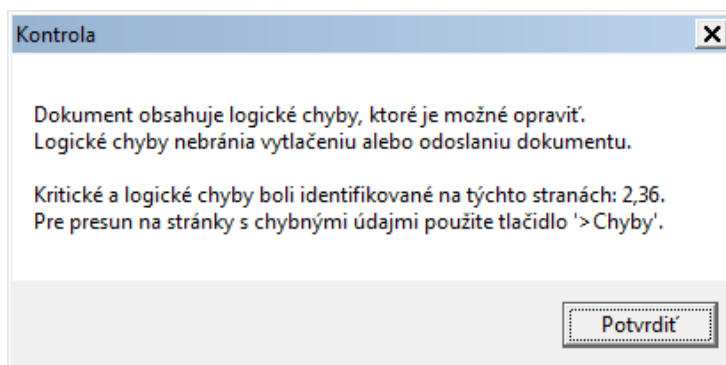 Kontrola
Dokument obsahuje logické chyby, ktoré je možné opraviť.
Logické chyby nebránia vytlačeniu alebo odoslaniu dokumentu.
Kritické a logické chyby boli identifikované na týchto stranách: 2,36.
Pre presun na stránky s chybnými údajmi použite tlačidlo '>Chyby'.
Potvrdiť